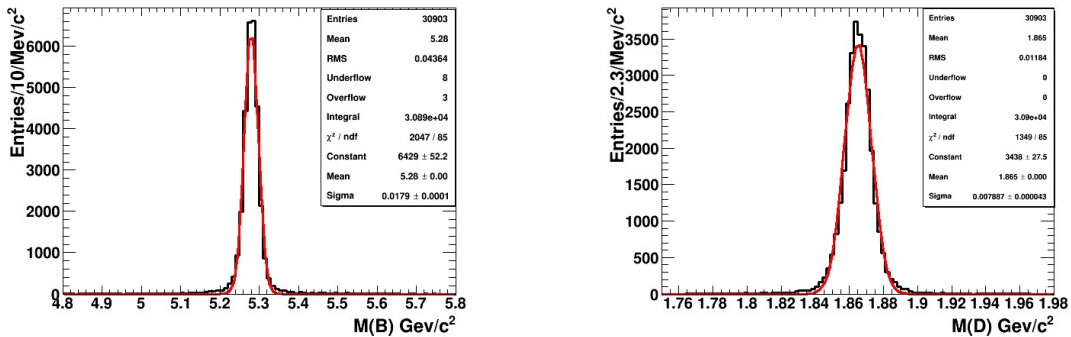 Entries/10/Mev/c²
6000
5000
4000
3000
2000
1000
0
4.8 4.9 5 5.1 5.2 5.3 5.4 5.5 5.6 5.7 5.8
M(B) Gev/c²
Entries 30903
Mean 5.28
RMS 0.04364
Underflow 8
Overflow 3
Integral 3.089e+04
χ² / ndf 2047 / 85
Constant 6429 ± 52.2
Mean 5.28 ± 0.00
Sigma 0.0179 ± 0.0001
Entries/2.3/Mev/c²
3500
3000
2500
2000
1500
1000
500
0
1.76 1.78 1.8 1.82 1.84 1.86 1.88 1.9 1.92 1.94 1.96 1.98
M(D) Gev/c²
Entries 30903
Mean 1.865
RMS 0.01184
Underflow 0
Overflow 0
Integral 3.09e+04
χ² / ndf 1349 / 85
Constant 3438 ± 27.5
Mean 1.865 ± 0.000
Sigma 0.007887 ± 0.000043